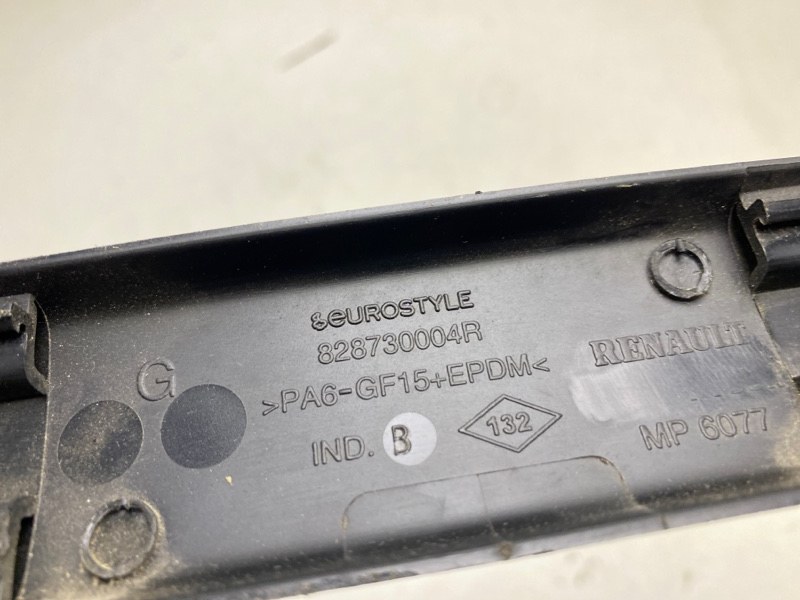 &EUROSTYLE
828730004R
RENAULT
G
>PA6-GF15+EPDM<
IND. B
132
MP 6077